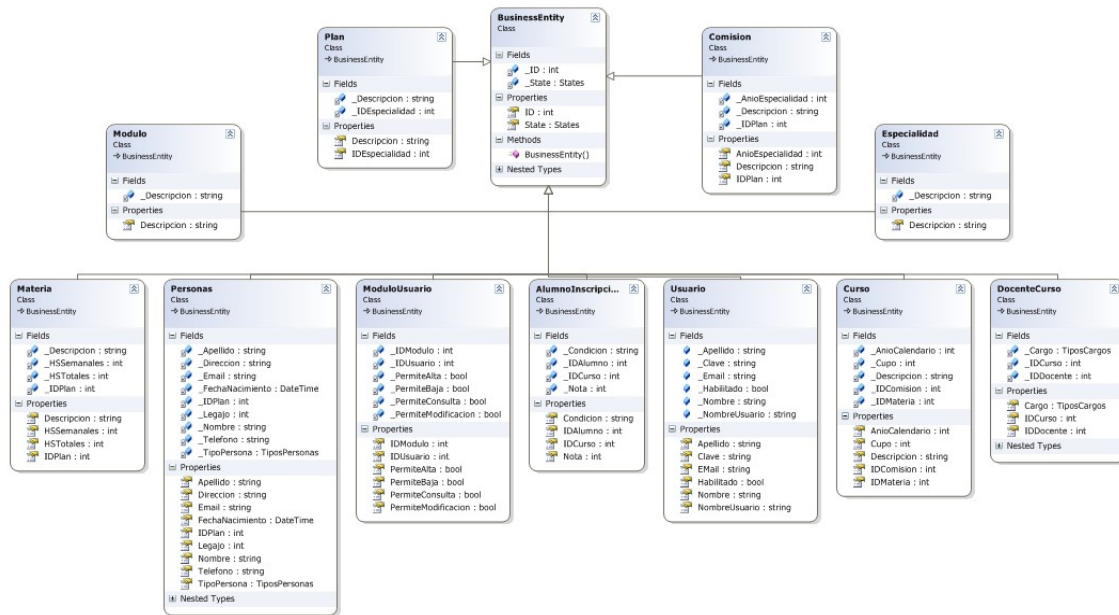 BusinessEntity
Class
Fields
_ID : int
_State : States
Properties
ID : int
State : States
Methods
BusinessEntity()
Nested Types
Plan
Class
BusinessEntity
Fields
_Descripcion : string
_IDEspecialidad : int
Properties
Descripcion : string
IDEspecialidad : int
Comision
Class
BusinessEntity
Fields
_AnioEspecialidad : int
_Descripcion : string
_IDPlan : int
Properties
AnioEspecialidad : int
Descripcion : string
IDPlan : int
Modulo
Class
BusinessEntity
Fields
_Descripcion : string
Properties
Descripcion : string
Especialidad
Class
BusinessEntity
Fields
_Descripcion : string
Properties
Descripcion : string
Materia
Class
BusinessEntity
Fields
_Descripcion : string
_HSSemanales : int
_HSTotales : int
_IDPlan : int
Properties
Descripcion : string
HSSemanales : int
HSTotales : int
IDPlan : int
Personas
Class
BusinessEntity
Fields
_Apellido : string
_Direccion : string
_Email : string
_FechaNacimiento : DateTime
_IDPlan : int
_Legajo : int
_Nombre : string
_Telefono : string
_TipoPersona : TiposPersonas
Properties
Apellido : string
Direccion : string
Email : string
FechaNacimiento : DateTime
IDPlan : int
Legajo : int
Nombre : string
Telefono : string
TipoPersona : TiposPersonas
Nested Types
ModuloUsuario
Class
BusinessEntity
Fields
_IDModulo : int
_IDUsuario : int
_PermiteAlta : bool
_PermiteBaja : bool
_PermiteConsulta : bool
_PermiteModificacion : bool
Properties
IDModulo : int
IDUsuario : int
PermiteAlta : bool
PermiteBaja : bool
PermiteConsulta : bool
PermiteModificacion : bool
AlumnoInscripci...
Class
BusinessEntity
Fields
_Condicion : string
_IDAlumno : int
_IDCurso : int
_Nota : int
Properties
Condicion : string
IDAlumno : int
IDCurso : int
Nota : int
Usuario
Class
BusinessEntity
Fields
_Apellido : string
_Clave : string
_Email : string
_Habilitado : bool
_Nombre : string
_NombreUsuario : string
Properties
Apellido : string
Clave : string
EMail : string
Habilitado : bool
Nombre : string
NombreUsuario : string
Curso
Class
BusinessEntity
Fields
_AnioCalendario : int
_Cupo : int
_Descripcion : string
_IDComision : int
_IDMateria : int
Properties
AnioCalendario : int
Cupo : int
Descripcion : string
IDComision : int
IDMateria : int
DocenteCurso
Class
BusinessEntity
Fields
_Cargo : TiposCargos
_IDCurso : int
_IDDocente : int
Properties
Cargo : TiposCargos
IDCurso : int
IDDocente : int
Nested Types